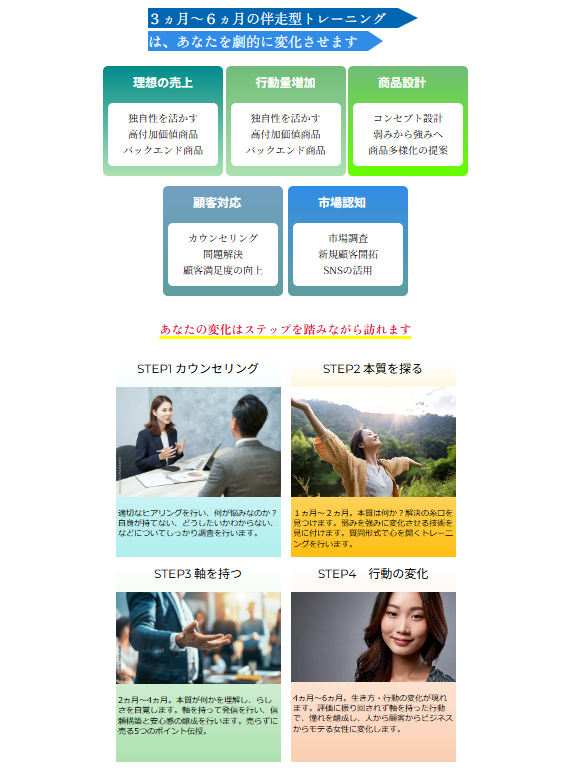 ３ヵ月～６ヵ月の伴走型トレーニング
は、あなたを劇的に変化させます
理想の売上
独自性を活かす
高付加価値商品
バックエンド商品
行動量増加
独自性を活かす
高付加価値商品
バックエンド商品
商品設計
コンセプト設計
弱みから強みへ
商品多様化の提案
顧客対応
カウンセリング
問題解決
顧客満足度の向上
市場認知
市場調査
新規顧客開拓
SNSの活用
あなたの変化はステップを踏みながら訪れます
STEP1 カウンセリング
適切なヒアリングを行い、何が悩みなのか？
自身が持てない、どうしたいかわからない、
などについてしっかり調査を行います。
STEP2 本質を探る
１ヵ月～２ヵ月。本質は何か？解決の糸口を
見つけます。弱みを強みに変化させる技術を
見に付けます。質問形式で心を開くトレーニ
ングを行います。
STEP3 軸を持つ
2ヵ月～4ヵ月。本質が何かを理解し、らし
さを自覚します。軸を持って発信を行い、信
頼構築と安心感の醸成を行います。売らずに
売る5つのポイント伝授。
STEP4　行動の変化
4ヵ月～6ヵ月。生き方・行動の変化が現れ
ます。評価に振り回されず軸を持った行動
で、憧れを醸成し、人から顧客からビジネス
からモテる女性に変化します。